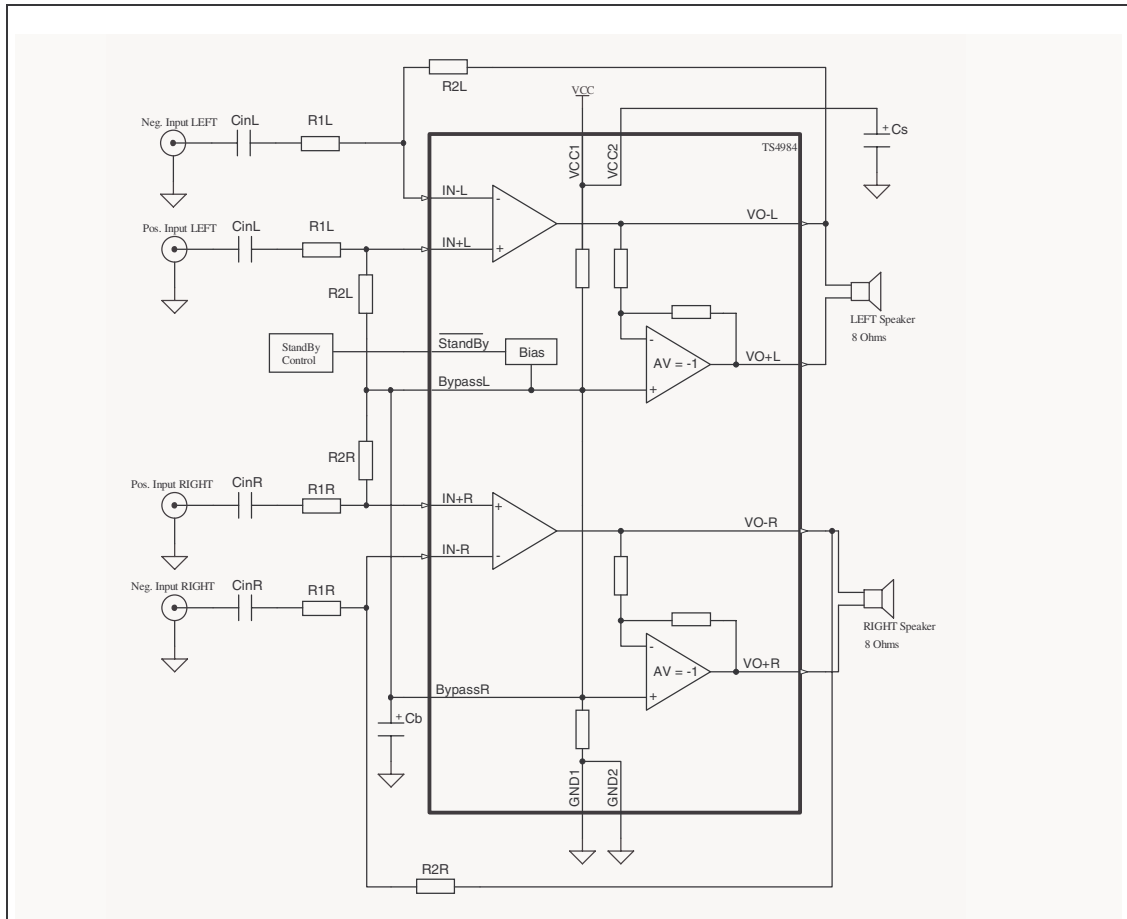 R2L
VCC
Neg. Input LEFT
CinL
R1L
+ Cs
VCC1
VCC2
TS4984
IN-L
-
Pos. Input LEFT
CinL
R1L
VO-L
IN+L
+
R2L
LEFT Speaker
8 Ohms
StandBy
Control
StandBy
Bias
-
AV = -1
VO+L
BypassL
+
R2R
Pos. Input RIGHT
CinR
R1R
IN+R
+
VO-R
IN-R
-
Neg. Input RIGHT
CinR
R1R
RIGHT Speaker
8 Ohms
-
AV = -1
VO+R
BypassR
+
+ Cb
GND1
GND2
R2R